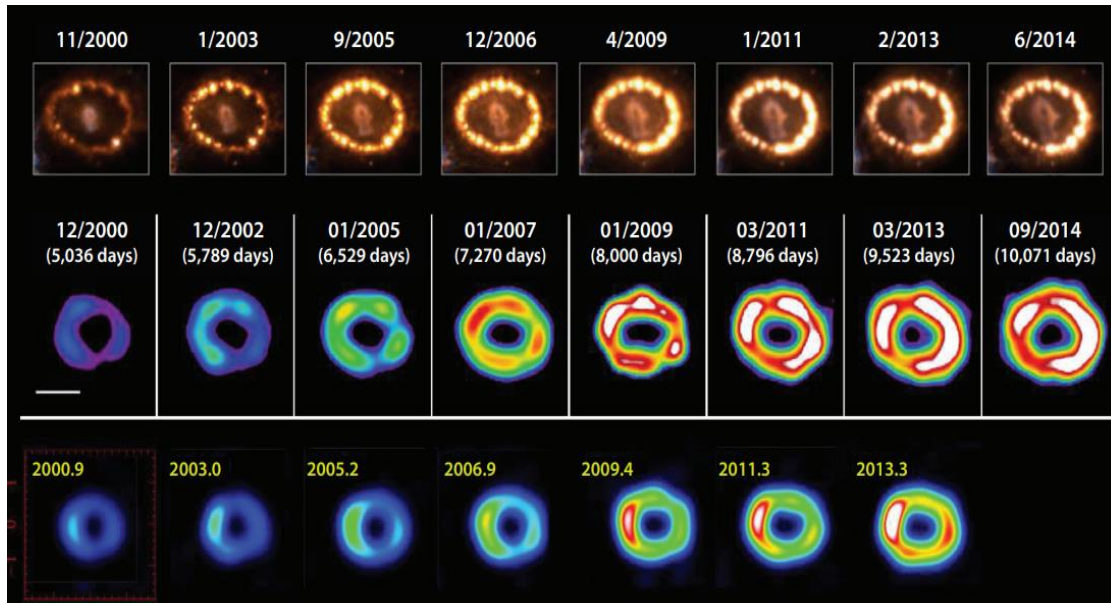 11/2000 1/2003 9/2005 12/2006 4/2009 1/2011 2/2013 6/2014
12/2000 12/2002 01/2005 01/2007 01/2009 03/2011 03/2013 09/2014
(5,036 days) (5,789 days) (6,529 days) (7,270 days) (8,000 days) (8,796 days) (9,523 days) (10,071 days)
2000.9 2003.0 2005.2 2006.9 2009.4 2011.3 2013.3
1
0
−1